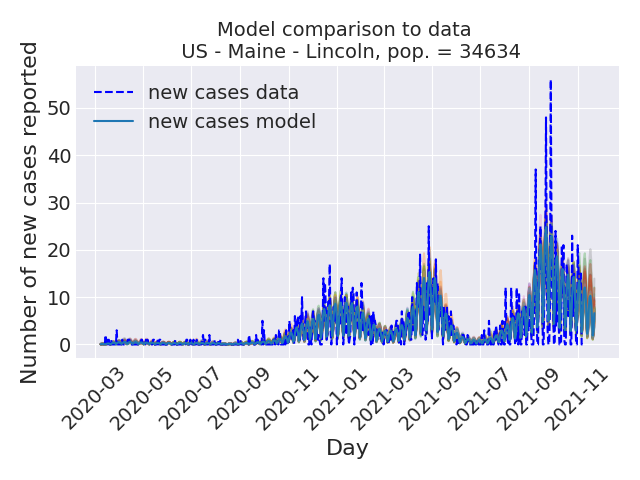 Model comparison to data
US - Maine - Lincoln, pop. = 34634
Number of new cases reported
50
40
30
20
10
0
new cases data
new cases model
2020-03
2020-05
2020-07
2020-09
2020-11
2021-01
2021-03
2021-05
2021-07
2021-09
2021-11
Day